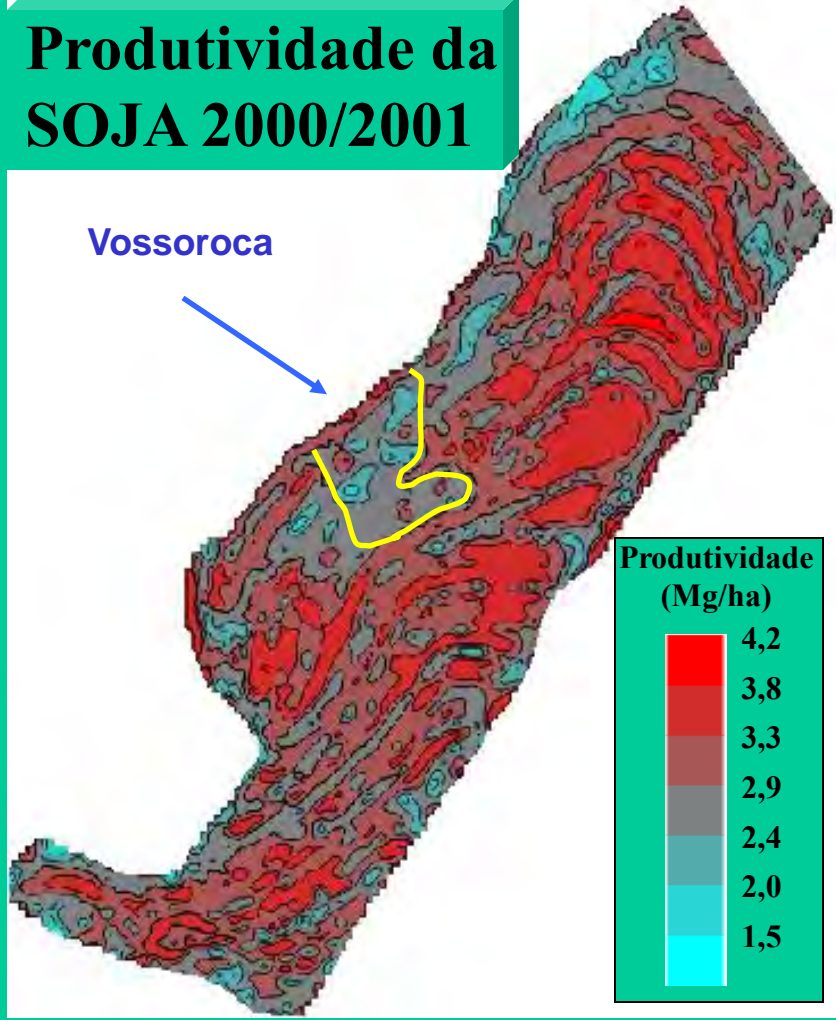 Produtividade da
SOJA 2000/2001
Vossoroca
Produtividade
(Mg/ha)
4,2
3,8
3,3
2,9
2,4
2,0
1,5